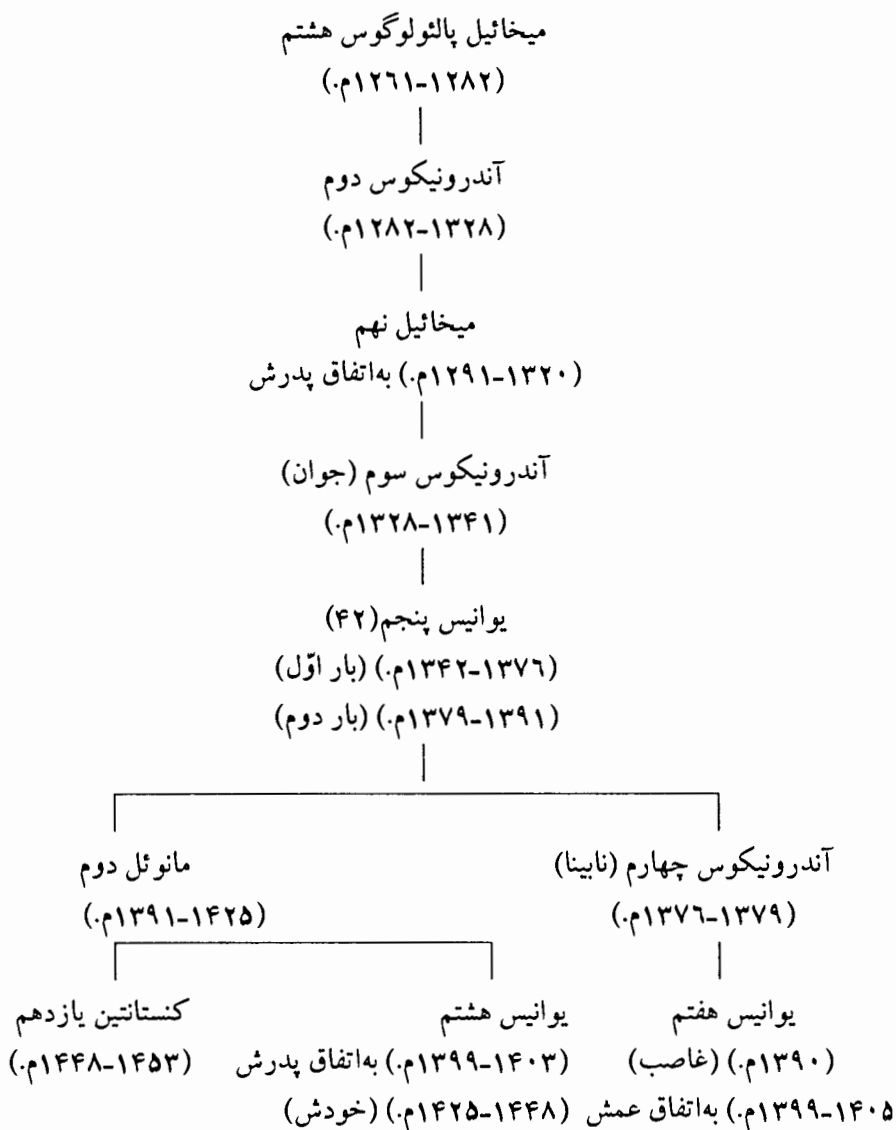 میخائیل پالئولوگوس هشتم
(۱۲۶۱-۱۲۸۲م.)
آندرونیکوس دوم
(۱۲۸۲-۱۳۲۸م.)
میخائیل نهم
(۱۲۹۱-۱۳۲۰م.) به‌اتفاق پدرش
آندرونیکوس سوم (جوان)
(۱۳۲۸-۱۳۴۱م.)
یوانیس پنجم(۴۲)
(۱۳۴۲-۱۳۷۶م.) (بار اوّل)
(۱۳۷۹-۱۳۹۱م.) (بار دوم)
آندرونیکوس چهارم (نابینا) مانوئل دوم
(۱۳۷۶-۱۳۷۹م.) (۱۳۹۱-۱۴۲۵م.)
یوانیس هفتم یوانیس هشتم کنستانتین یازدهم
(۱۳۹۰م.) (غاصب) (۱۳۹۹-۱۴۰۳م.) به‌اتفاق پدرش (۱۴۴۸-۱۴۵۳م.)
۱۳۹۹-۱۴۰۵م.) به‌اتفاق عمش (۱۴۲۵-۱۴۴۸م.) (خودش)